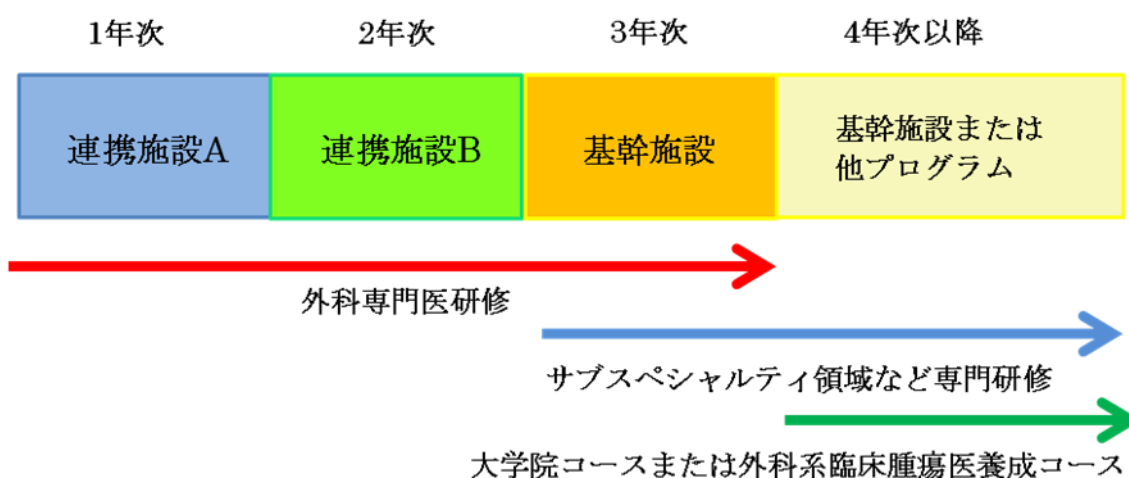 1年次
2年次
3年次
4年次以降
連携施設A
連携施設B
基幹施設
基幹施設または
他プログラム
外科専門医研修
サブスペシャルティ領域など専門研修
大学院コースまたは外科系臨床腫瘍医養成コース